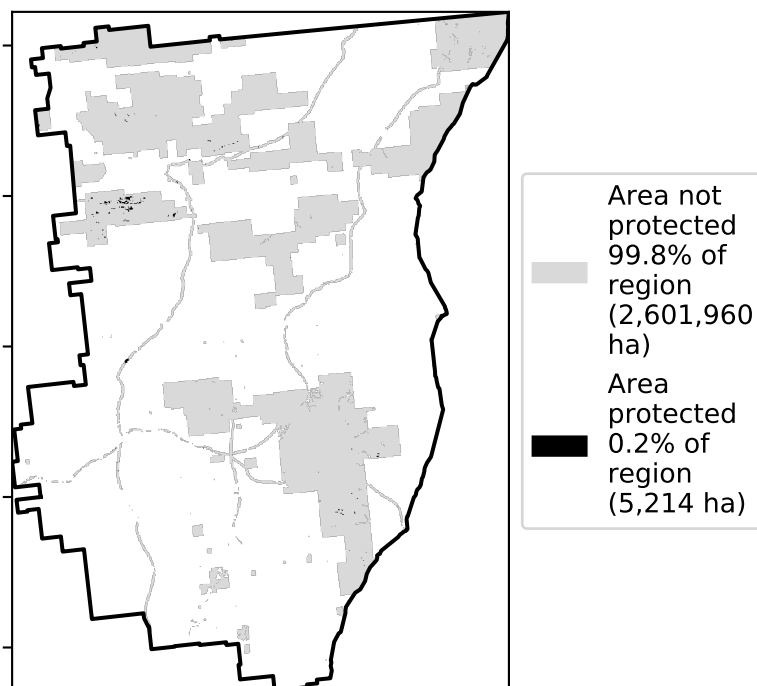 Area not
protected
99.8% of
region
(2,601,960
ha)
Area
protected
0.2% of
region
(5,214 ha)